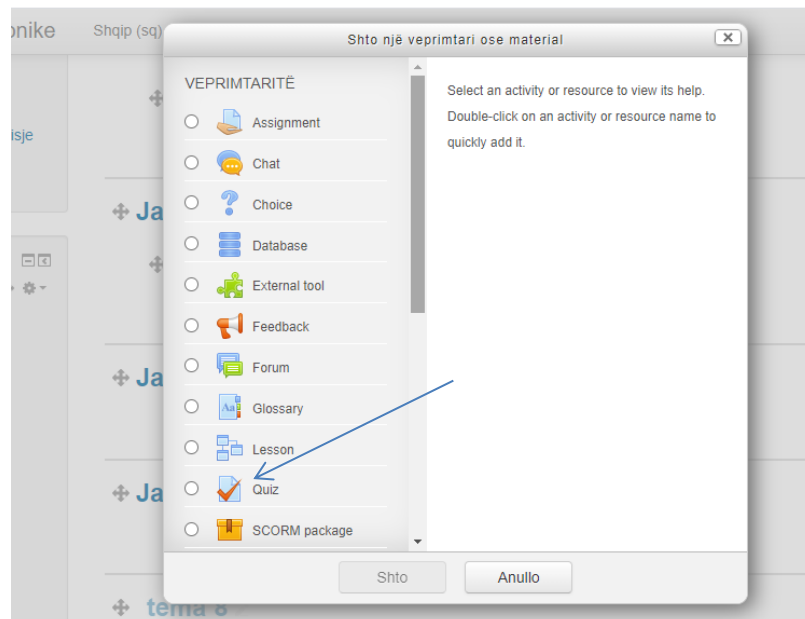 onike
Shqip (sq)
Shto një veprimtari ose material
isje
VEPRIMTARITË
Assignment
Chat
Choice
Database
External tool
Feedback
Forum
Glossary
Lesson
Quiz
SCORM package
Select an activity or resource to view its help.
Double-click on an activity or resource name to
quickly add it.
Ja
Ja
Ja
tema 8
Shto
Anullo